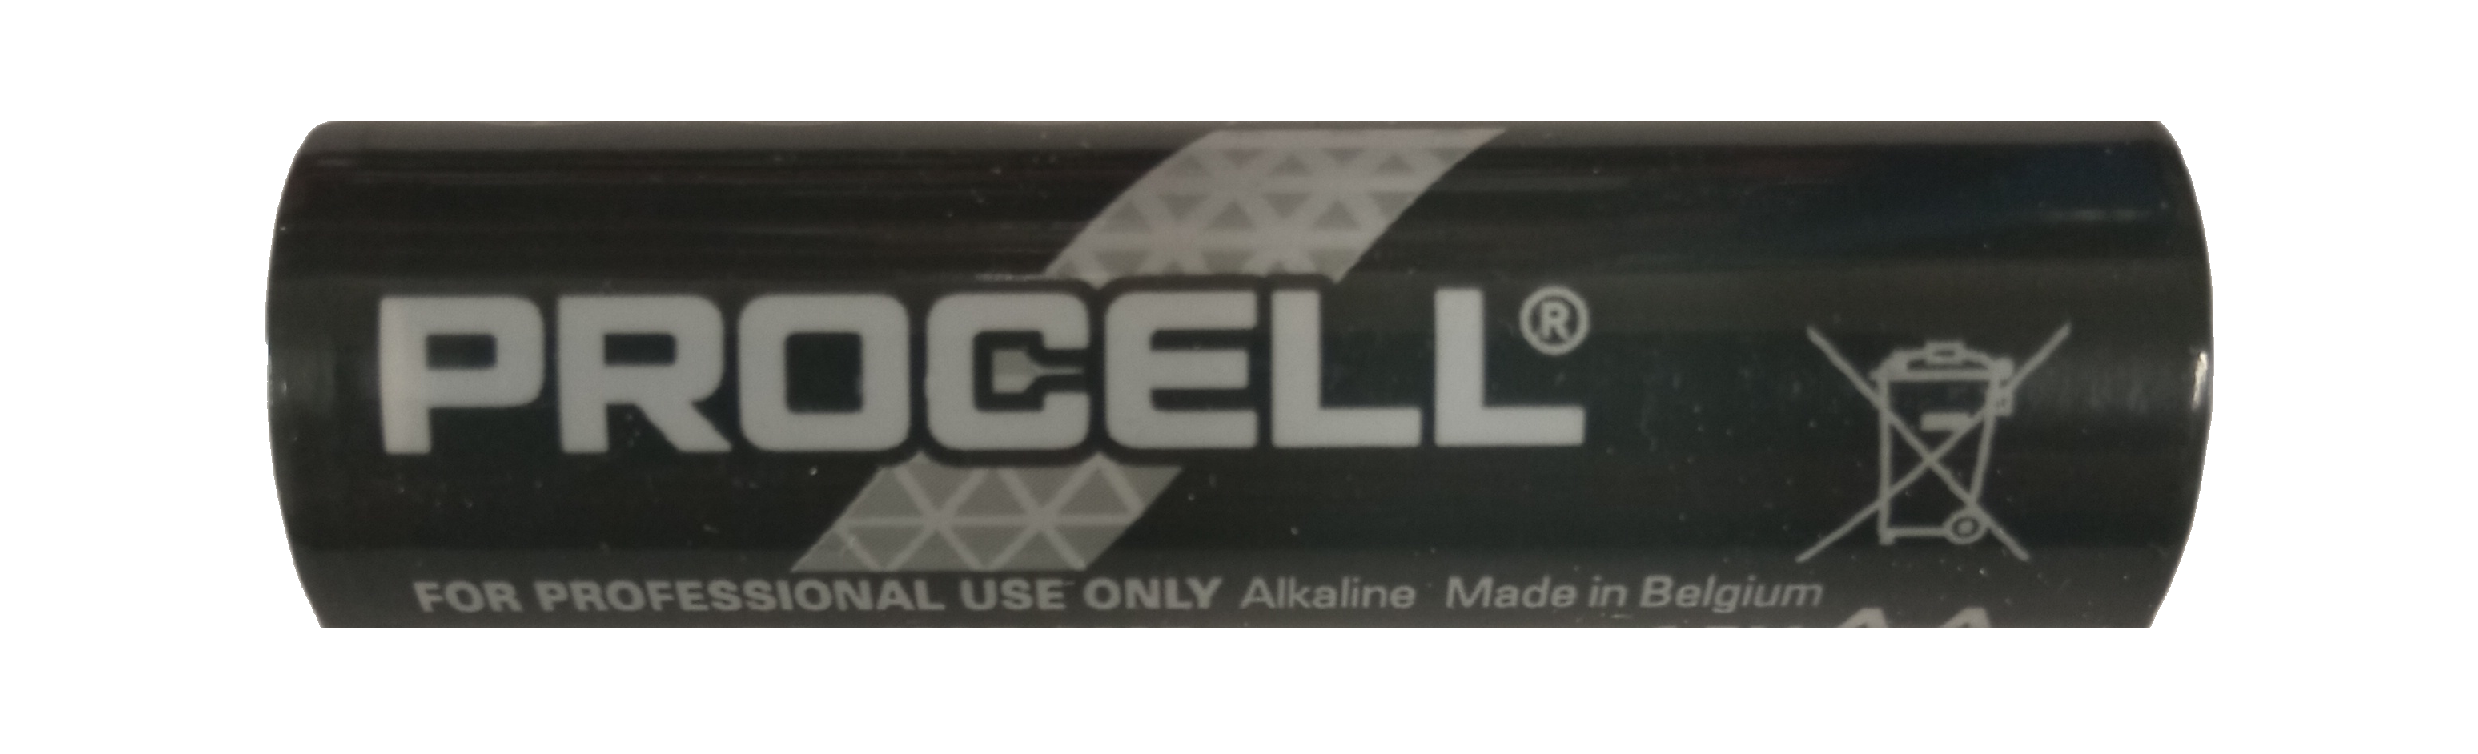 PROCELL®
FOR PROFESSIONAL USE ONLY Alkaline Made in Belgium